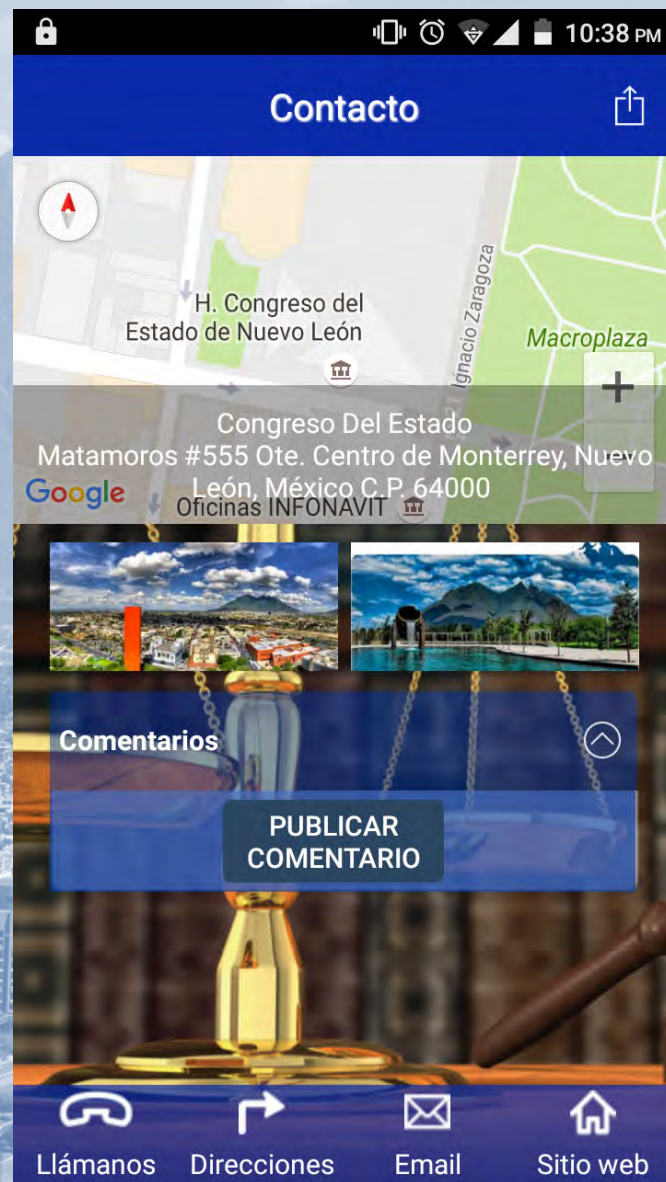 10:38 PM
Contacto
H. Congreso del
Estado de Nuevo León
Ignacio Zaragoza
Macroplaza
+
Congreso Del Estado
Matamoros #555 Ote. Centro de Monterrey, Nuevo
León, México C.P. 64000
Google
Oficinas INFONAVIT
Comentarios
PUBLICAR
COMENTARIO
Llámanos Direcciones Email Sitio web